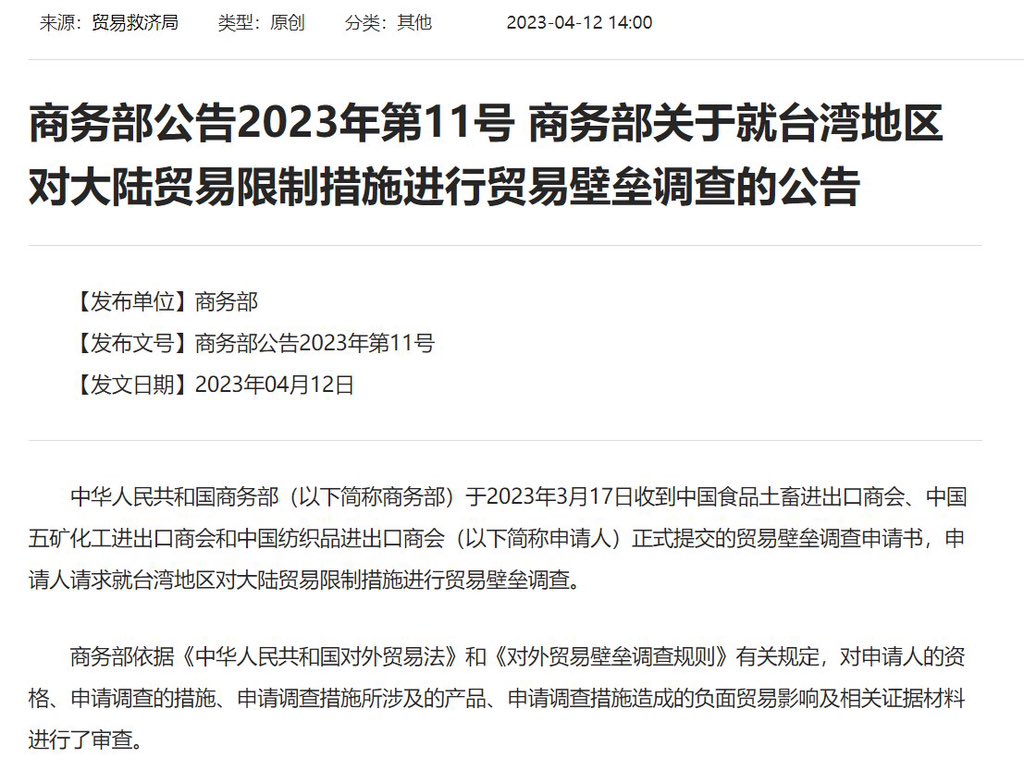 来源：贸易救济局 类型：原创 分类：其他 2023-04-12 14:00
商务部公告2023年第11号 商务部关于就台湾地区
对大陆贸易限制措施进行贸易壁垒调查的公告
【发布单位】商务部
【发布文号】商务部公告2023年第11号
【发文日期】2023年04月12日
中华人民共和国商务部（以下简称商务部）于2023年3月17日收到中国食品土畜进出口商会、中国
五矿化工进出口商会和中国纺织品进出口商会（以下简称申请人）正式提交的贸易壁垒调查申请书，申
请人请求就台湾地区对大陆贸易限制措施进行贸易壁垒调查。
商务部依据《中华人民共和国对外贸易法》和《对外贸易壁垒调查规则》有关规定，对申请人的资
格、申请调查的措施、申请调查措施所涉及的产品、申请调查措施造成的负面贸易影响及相关证据材料
进行了审查。